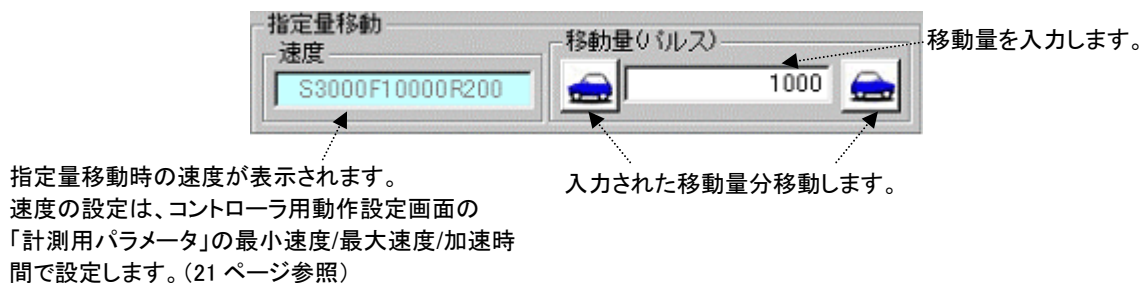 指定量移動
速度
移動量(パルス)
移動量を入力します。
S3000F10000R200
1000
指定量移動時の速度が表示されます。
速度の設定は、コントローラ用動作設定画面の
「計測用パラメータ」の最小速度/最大速度/加速時
間で設定します。(21 ページ参照)
入力された移動量分移動します。